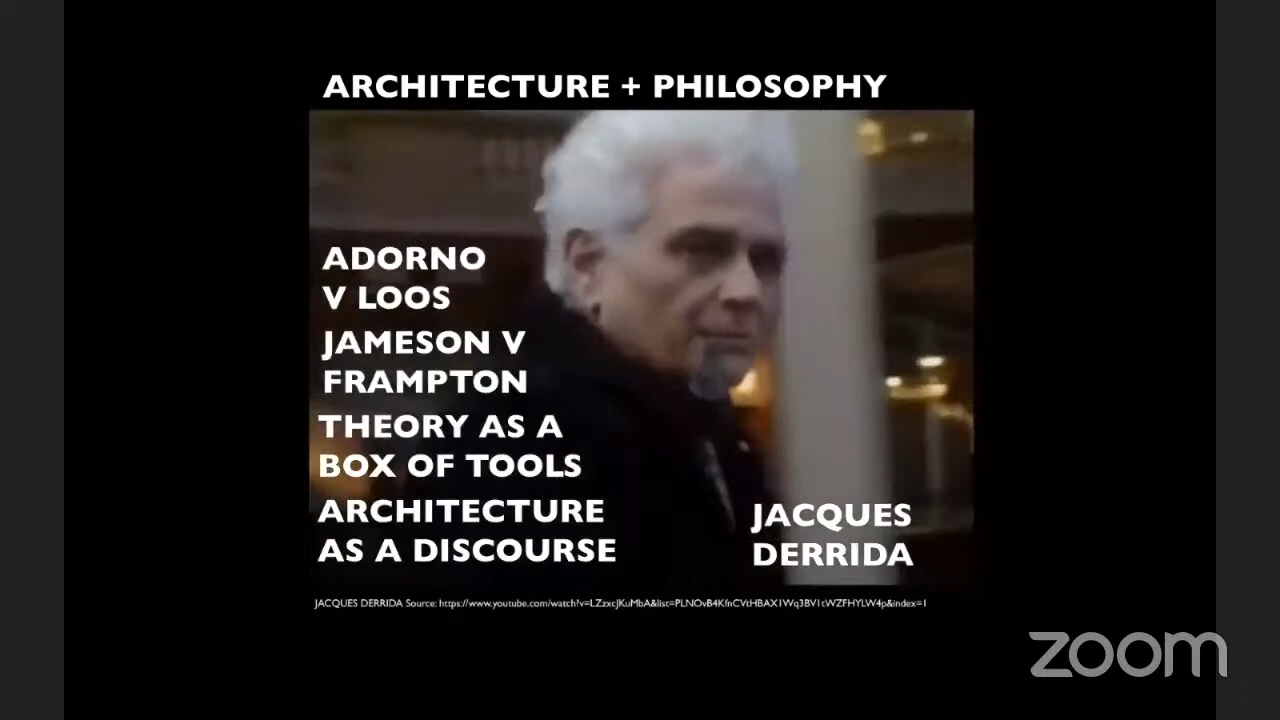 ARCHITECTURE + PHILOSOPHY
ADORNO
V LOOS
JAMESON V
FRAMPTON
THEORY AS A
BOX OF TOOLS
ARCHITECTURE
AS A DISCOURSE
JACQUES
DERRIDA
JACQUES DERRIDA Source: https://www.youtube.com/watch?v=LZzxcJKuMbA&list=PLNOvB4KfnCVtHBAX1Wq3BV1tWZFHYLW4p&index=1
zoom